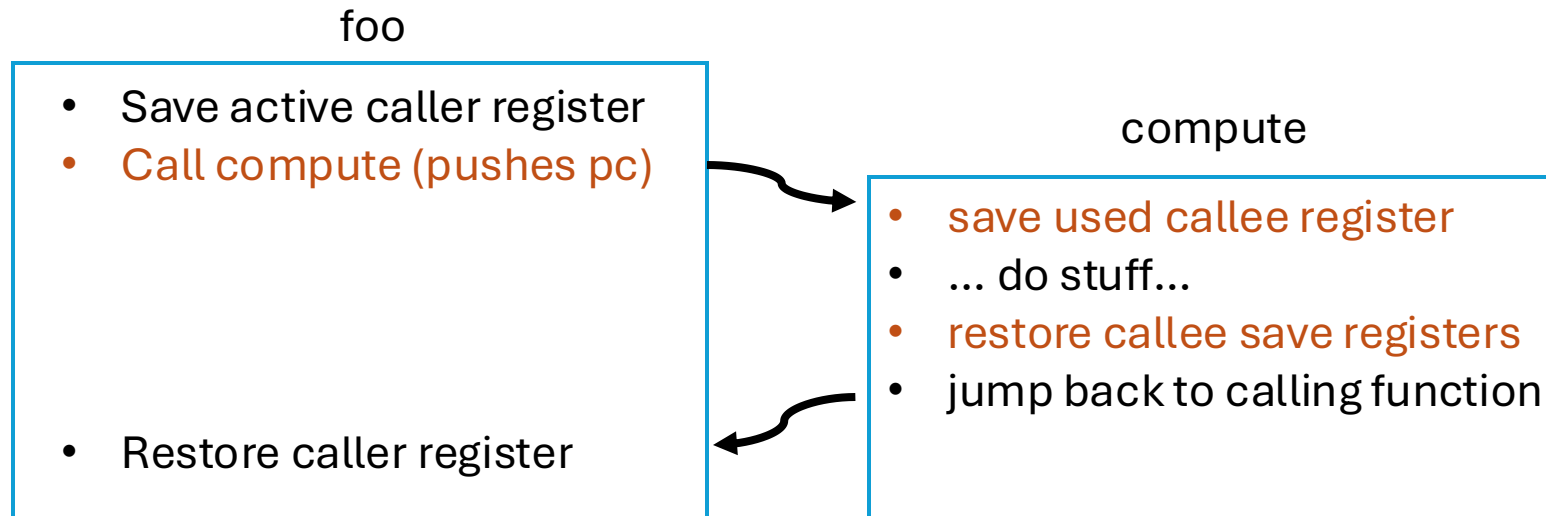 foo
• Save active caller register
• Call compute (pushes pc)
• Restore caller register
compute
• save used callee register
• ... do stuff...
• restore callee save registers
• jump back to calling function